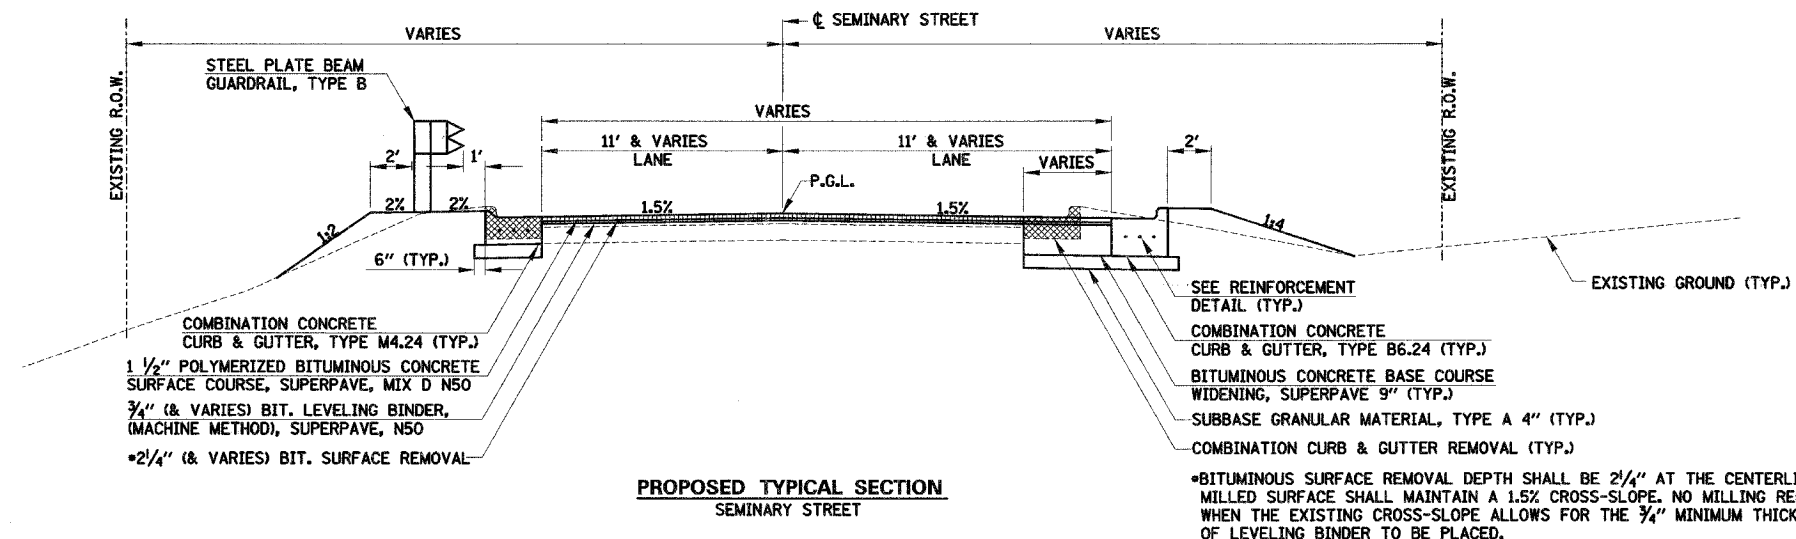 ℄ SEMINARY STREET
VARIES
VARIES
STEEL PLATE BEAM
GUARDRAIL, TYPE B
EXISTING R.O.W.
EXISTING R.O.W.
VARIES
11' & VARIES
LANE
11' & VARIES
LANE
VARIES
2'
1'
2'
P.G.L.
2%
2%
1.5%
1.5%
1:2
1:4
6" (TYP.)
EXISTING GROUND (TYP.)
SEE REINFORCEMENT
DETAIL (TYP.)
COMBINATION CONCRETE
CURB & GUTTER, TYPE M4.24 (TYP.)
COMBINATION CONCRETE
CURB & GUTTER, TYPE B6.24 (TYP.)
1 1/2" POLYMERIZED BITUMINOUS CONCRETE
SURFACE COURSE, SUPERPAVE, MIX D N50
BITUMINOUS CONCRETE BASE COURSE
WIDENING, SUPERPAVE 9" (TYP.)
3/4" (& VARIES) BIT. LEVELING BINDER,
(MACHINE METHOD), SUPERPAVE, N50
SUBBASE GRANULAR MATERIAL, TYPE A 4" (TYP.)
*2 1/4" (& VARIES) BIT. SURFACE REMOVAL
COMBINATION CURB & GUTTER REMOVAL (TYP.)
PROPOSED TYPICAL SECTION
SEMINARY STREET
*BITUMINOUS SURFACE REMOVAL DEPTH SHALL BE 2 1/4" AT THE CENTERLI
MILLED SURFACE SHALL MAINTAIN A 1.5% CROSS-SLOPE. NO MILLING RE
WHEN THE EXISTING CROSS-SLOPE ALLOWS FOR THE 3/4" MINIMUM THICK
OF LEVELING BINDER TO BE PLACED.